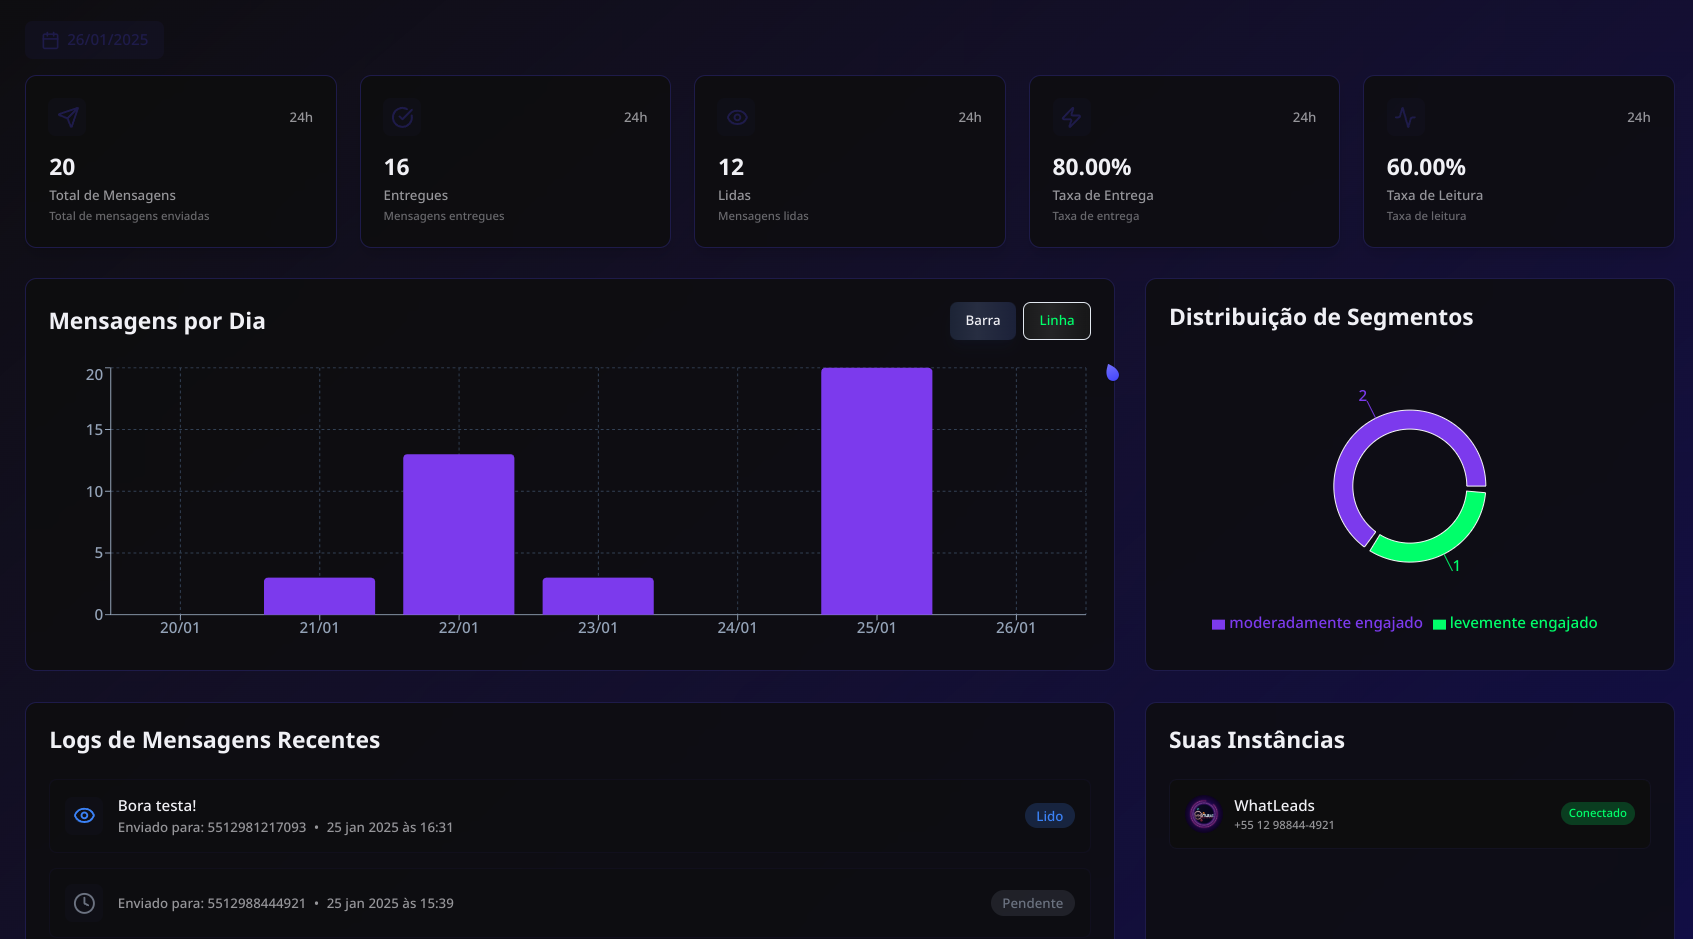 26/01/2025
24h
20
Total de Mensagens
Total de mensagens enviadas
24h
16
Entregues
Mensagens entregues
24h
12
Lidas
Mensagens lidas
24h
80.00%
Taxa de Entrega
Taxa de entrega
24h
60.00%
Taxa de Leitura
Taxa de leitura
Mensagens por Dia
Barra
Linha
20
15
10
5
0
20/01
21/01
22/01
23/01
24/01
25/01
26/01
Distribuição de Segmentos
2
1
moderadamente engajado
levemente engajado
Logs de Mensagens Recentes
Bora testa!
Enviado para: 5512981217093 • 25 jan 2025 às 16:31
Lido
Enviado para: 5512988444921 • 25 jan 2025 às 15:39
Pendente
Suas Instâncias
WhatLeads
+55 12 98844-4921
Conectado